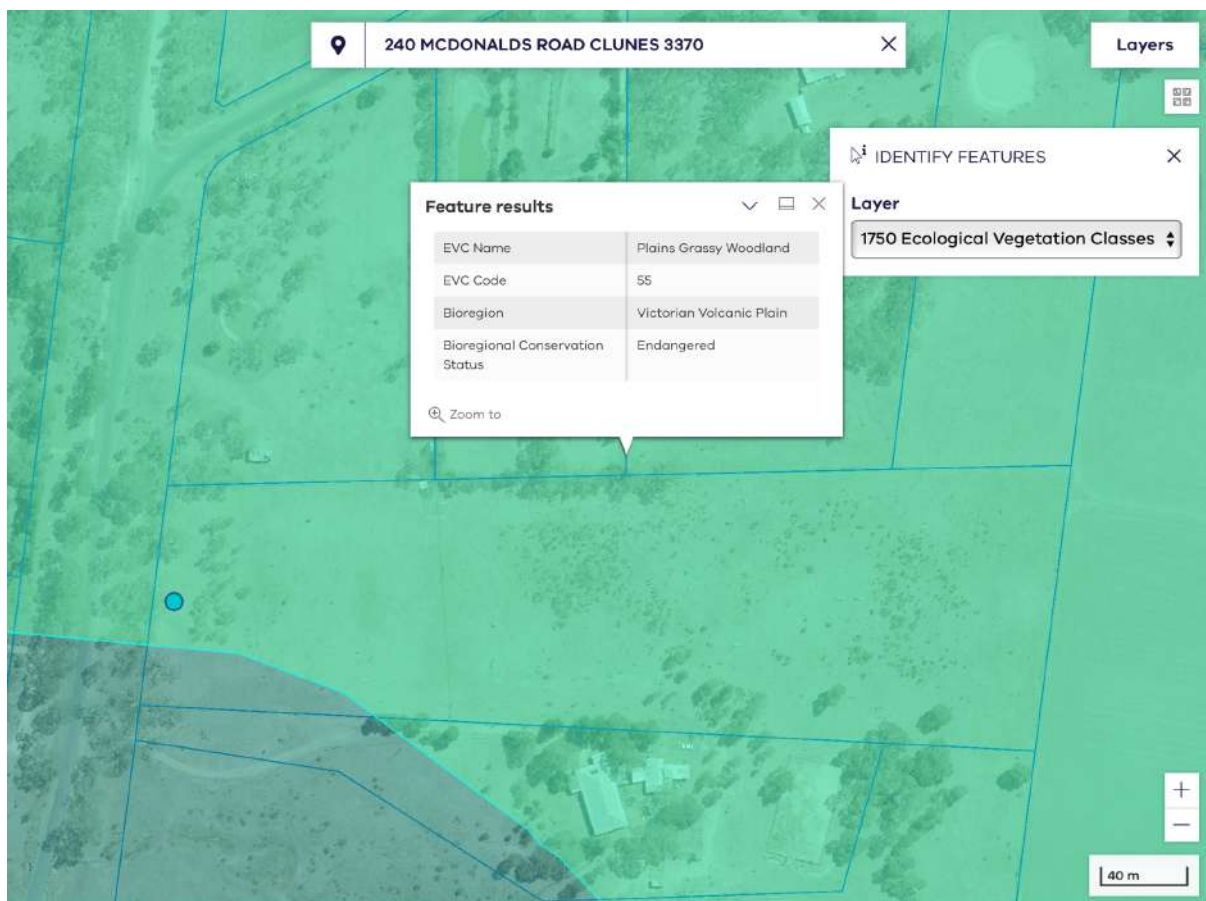 240 MCDONALDS ROAD CLUNES 3370
Layers
IDENTIFY FEATURES
Layer
1750 Ecological Vegetation Classes
Feature results
EVC Name Plains Grassy Woodland
EVC Code 55
Bioregion Victorian Volcanic Plain
Bioregional Conservation Status Endangered
Zoom to
40 m